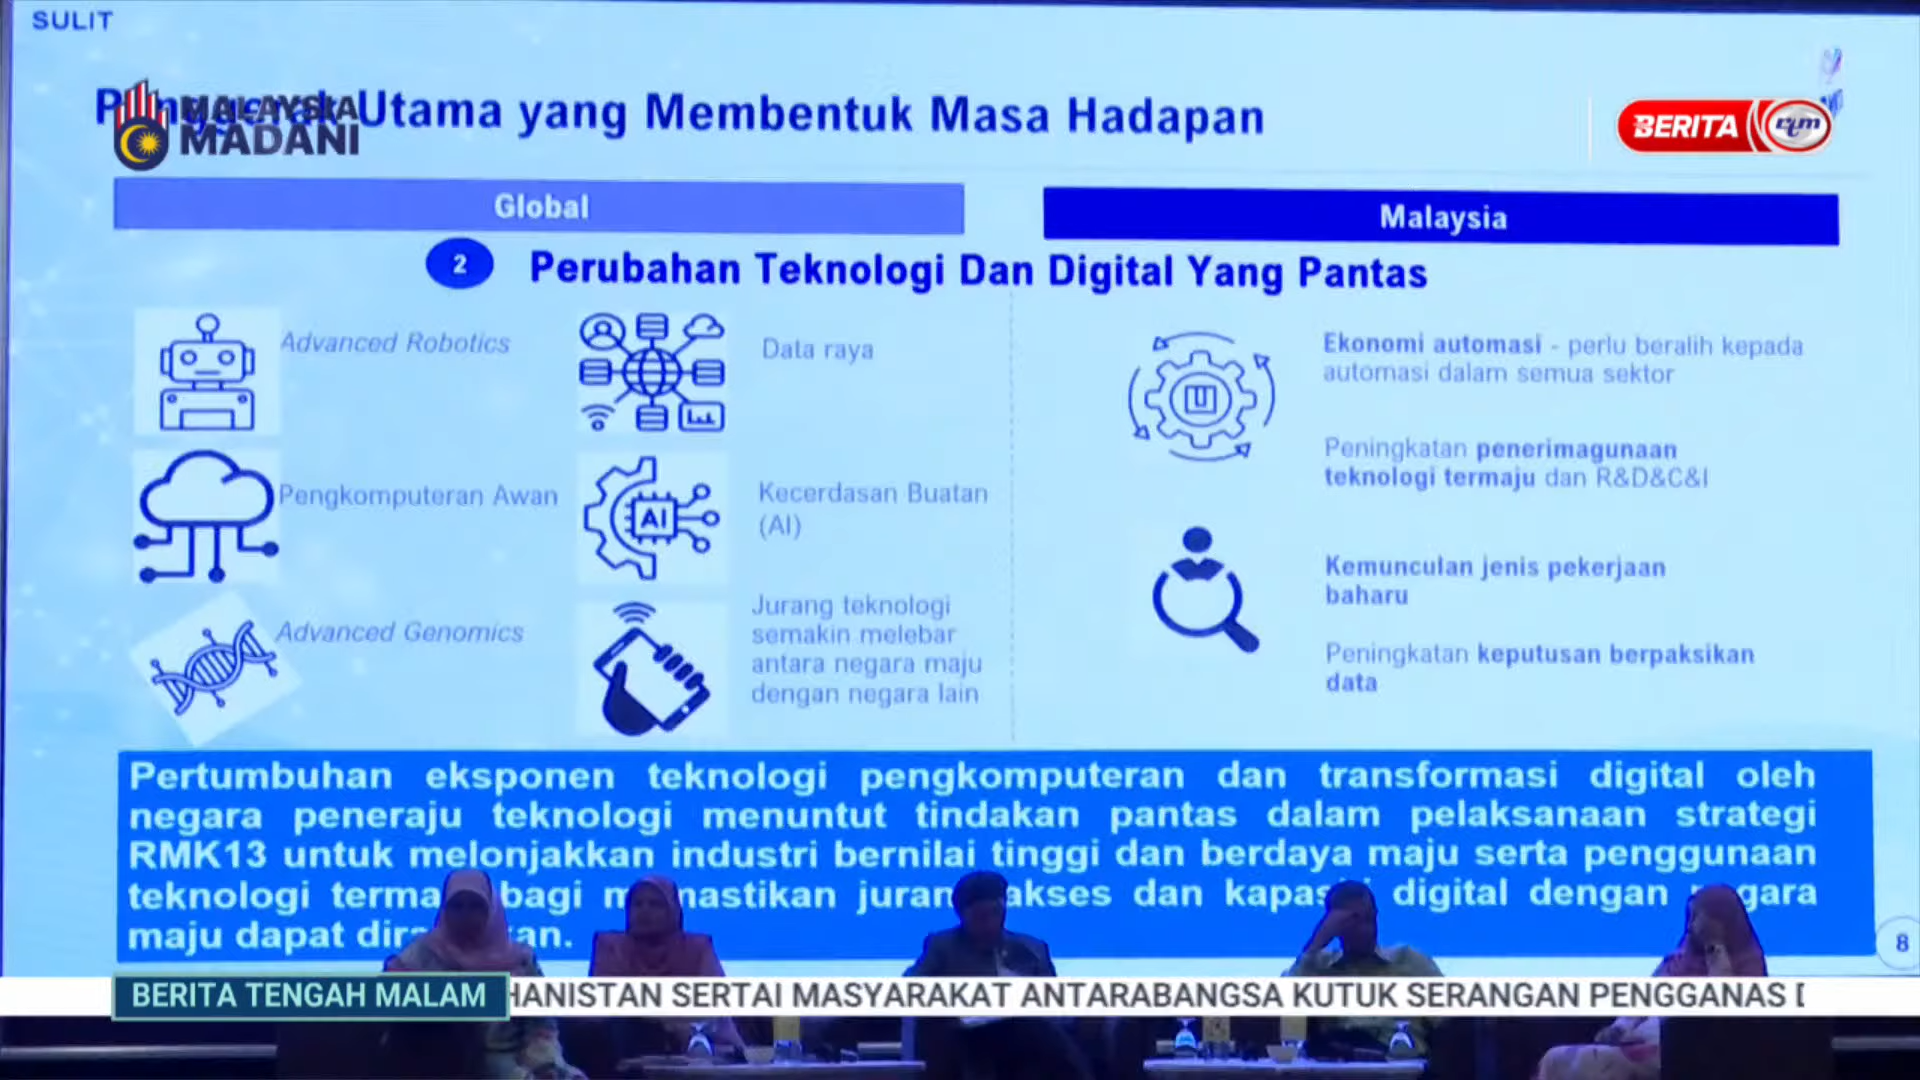 SULIT
Utama yang Membentuk Masa Hadapan
MALAYSIA
MADANI
BERITA rtm
Global
Malaysia
2 Perubahan Teknologi Dan Digital Yang Pantas
Advanced Robotics
Data raya
Pengkomputeran Awan
Kecerdasan Buatan
(AI)
AI
Advanced Genomics
Jurang teknologi
semakin melebar
antara negara maju
dengan negara lain
Ekonomi automasi - perlu beralih kepada
automasi dalam semua sektor
Peningkatan penerimagunaan
teknologi termaju dan R&D&C&I
Kemunculan jenis pekerjaan
baharu
Peningkatan keputusan berpaksikan
data
Pertumbuhan eksponen teknologi pengkomputeran dan transformasi digital oleh
negara peneraju teknologi menuntut tindakan pantas dalam pelaksanaan strategi
RMK13 untuk melonjakkan industri bernilai tinggi dan berdaya maju serta penggunaan
teknologi bagi akses dan digital dengan
maju dapat
8
BERITA TENGAH MALAM
HANISTAN SERTAI MASYARAKAT ANTARABANGSA KUTUK SERANGAN PENGGANAS